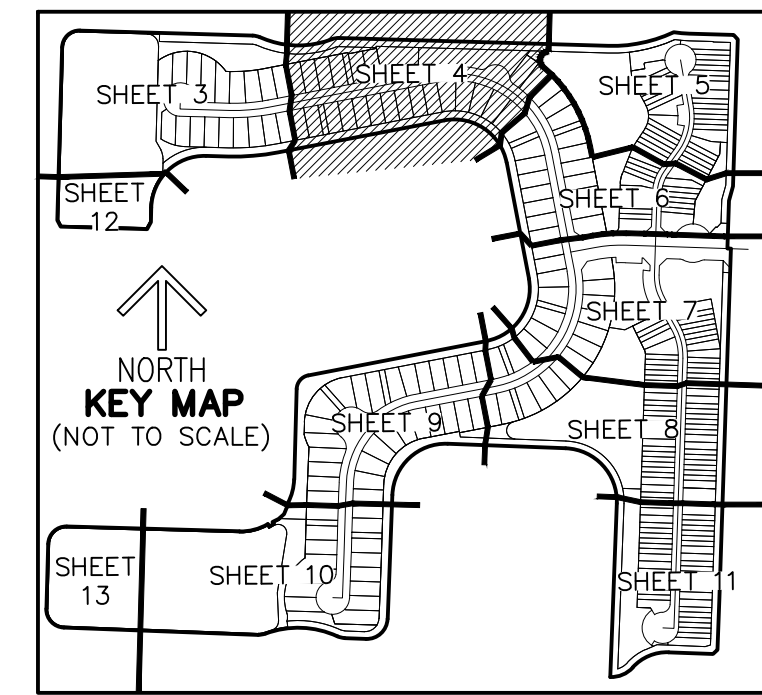 SHEET 3
SHEET 4
SHEET 5
SHEET
12
SHEET 6
SHEET 7
NORTH
KEY MAP
(NOT TO SCALE)
SHEET 9
SHEET 8
SHEET
13
SHEET 10
SHEET 11